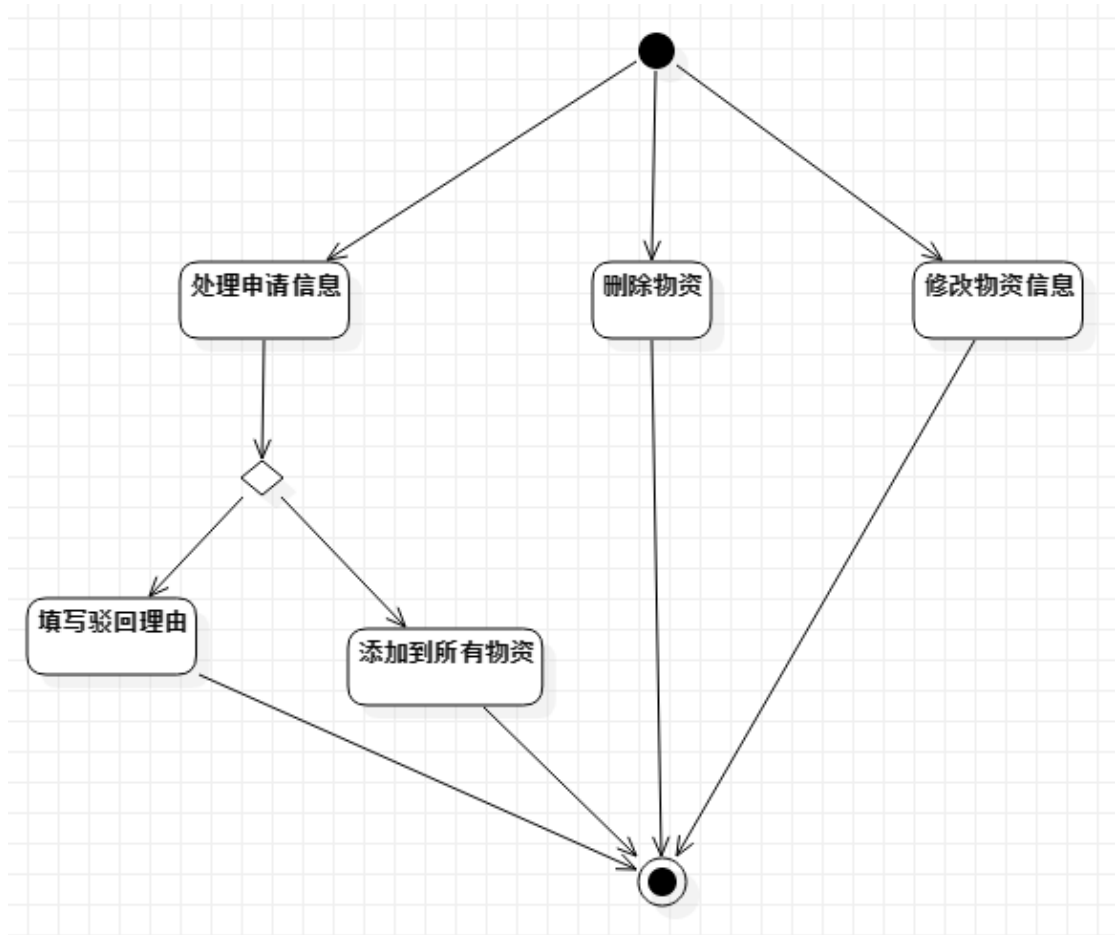 处理申请信息
删除物资
修改物资信息
填写驳回理由
添加到所有物资